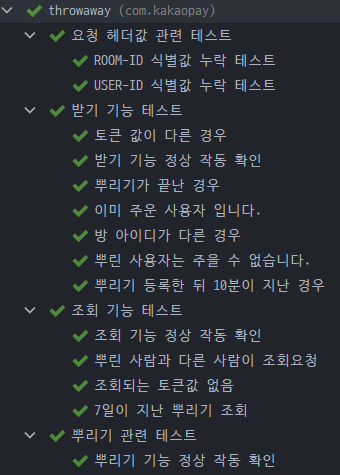 throwaway (com.kakaopay)
요청 헤더값 관련 테스트
ROOM-ID 식별값 누락 테스트
USER-ID 식별값 누락 테스트
받기 기능 테스트
토큰 값이 다른 경우
받기 기능 정상 작동 확인
뿌리기가 끝난 경우
이미 주운 사용자 입니다.
방 아이디가 다른 경우
뿌린 사용자는 주을 수 없습니다.
뿌리기 등록한 뒤 10분이 지난 경우
조회 기능 테스트
조회 기능 정상 작동 확인
뿌린 사람과 다른 사람이 조회요청
조회되는 토큰값 없음
7일이 지난 뿌리기 조회
뿌리기 관련 테스트
뿌리기 기능 정상 작동 확인